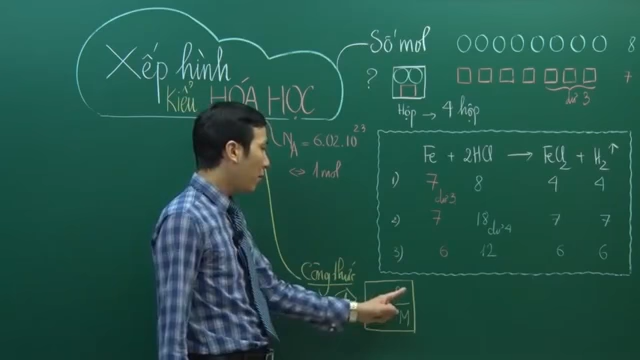 Xếp hình
Kiểu HÓA HỌC
Số mol
8
?
7
dư 3
Hộp → 4 hộp
N_A = 6.02.10^23
⇔ 1 mol
Fe + 2HCl → FeCl2 + H2↑
1) 7 8 4 4
dư 3
2) 7 18 7 7
dư 4
3) 6 12 6 6
Công thức
M